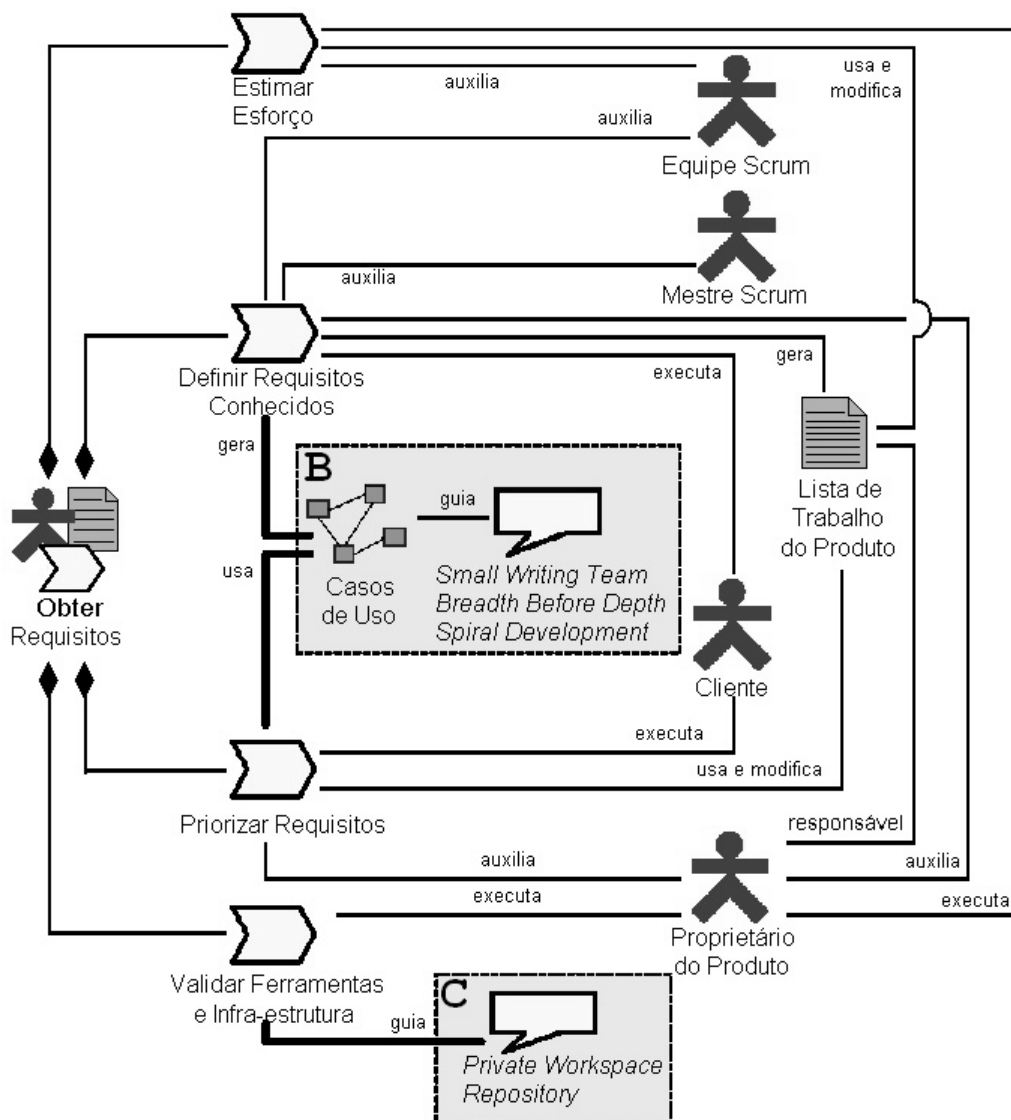 Estimar
Esforço
auxilia
usa e
modifica
auxilia
Equipe Scrum
auxilia
Mestre Scrum
Definir Requisitos
Conhecidos
executa
gera
gera
B
guia
Casos
de Uso
Small Writing Team
Breadth Before Depth
Spiral Development
Lista de
Trabalho
do Produto
usa
Obter
Requisitos
Cliente
executa
usa e modifica
Priorizar Requisitos
responsável
auxilia
auxilia
executa
executa
Proprietário
do Produto
Validar Ferramentas
e Infra-estrutura
guia
C
Private Workspace
Repository